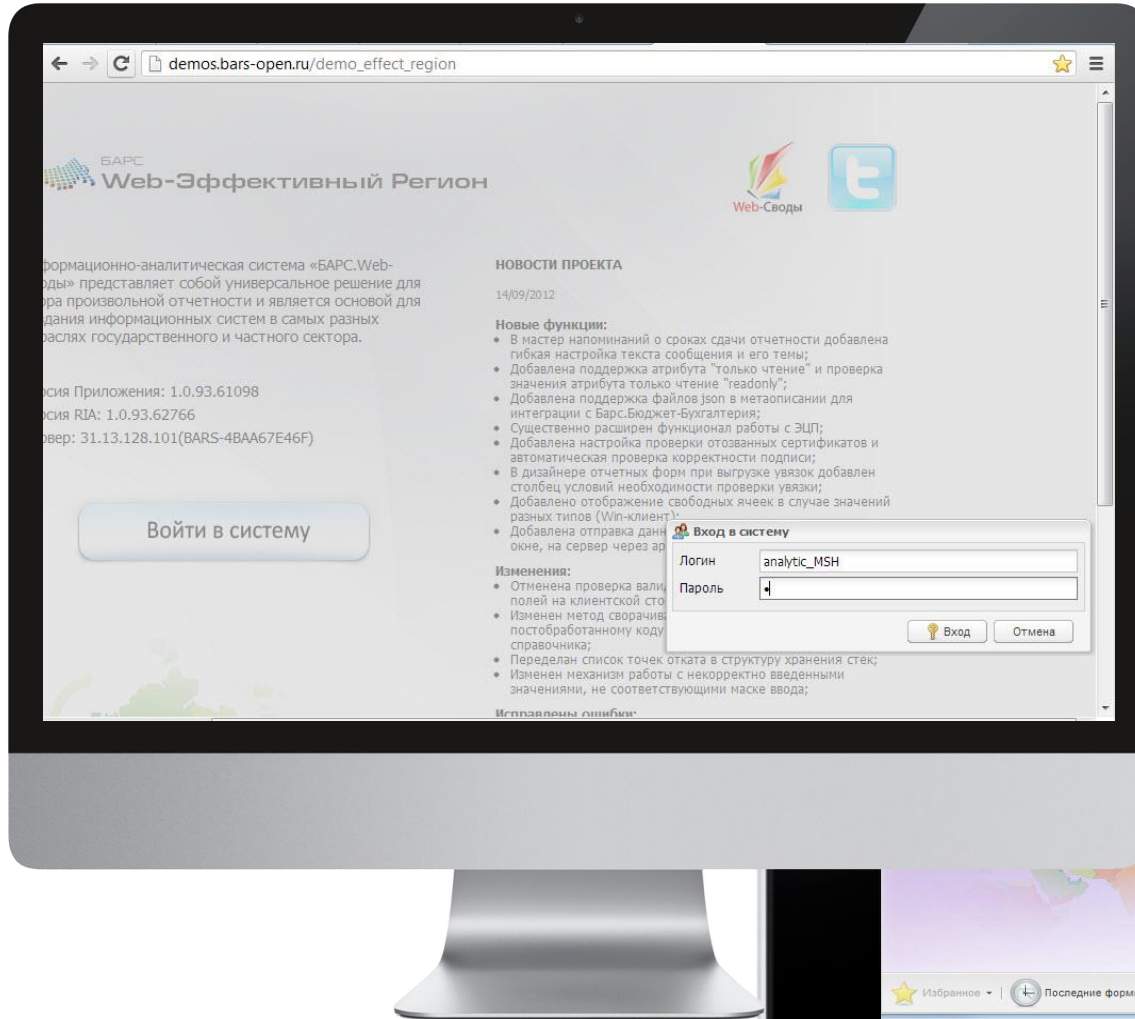 demos.bars-open.ru/demo_effect_region
БАРС
Web-Эффективный Регион
Web-Своды
t
формационно-аналитическая система «БАРС.Web-
оды» представляет собой универсальное решение для
ора произвольной отчетности и является основой для
дания информационных систем в самых разных
раслях государственного и частного сектора.
рсия Приложения: 1.0.93.61098
рсия RIA: 1.0.93.62766
рвер: 31.13.128.101(BARS-4BAA67E46F)
Войти в систему
НОВОСТИ ПРОЕКТА
14/09/2012
Новые функции:
• В мастер напоминаний о сроках сдачи отчетности добавлена
гибкая настройка текста сообщения и его темы;
• Добавлена поддержка атрибута "только чтение" и проверка
значения атрибута только чтение "readonly";
• Добавлена поддержка файлов json в метаописании для
интеграции с Барс.Бюджет-Бухгалтерия;
• Существенно расширен функционал работы с ЭЦП;
• Добавлена настройка проверки отозванных сертификатов и
автоматическая проверка корректности подписи;
• В дизайнере отчетных форм при выгрузке увязок добавлен
столбец условий необходимости проверки увязки;
• Добавлено отображение свободных ячеек в случае значений
разных типов (Win-клиент);
• Добавлена отправка данн
окне, на сервер через ар
Изменения:
• Отменена проверка вали
полей на клиентской сто
• Изменен метод сворачива
постобработанному коду
справочника;
• Переделан список точек отката в структуру хранения стек;
• Изменен механизм работы с некорректно введенными
значениями, не соответствующими маске ввода;
Исправлены ошибки:
Вход в систему
Логин analytic_MSH
Пароль •
Вход Отмена
Избранное Последние форм